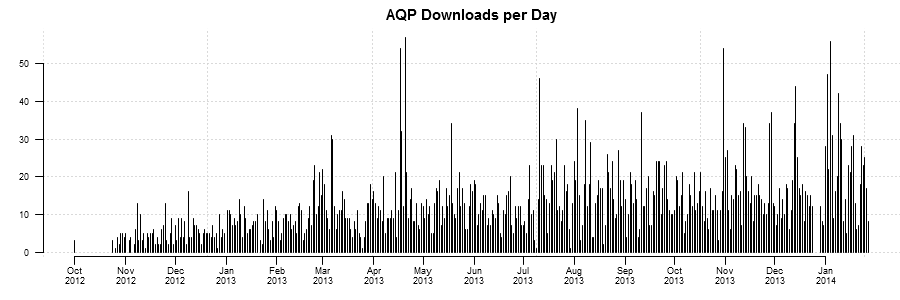 AQP Downloads per Day
50
40
30
20
10
0
Oct Nov Dec Jan Feb Mar Apr May Jun Jul Aug Sep Oct Nov Dec Jan
2012 2012 2012 2013 2013 2013 2013 2013 2013 2013 2013 2013 2013 2013 2013 2014